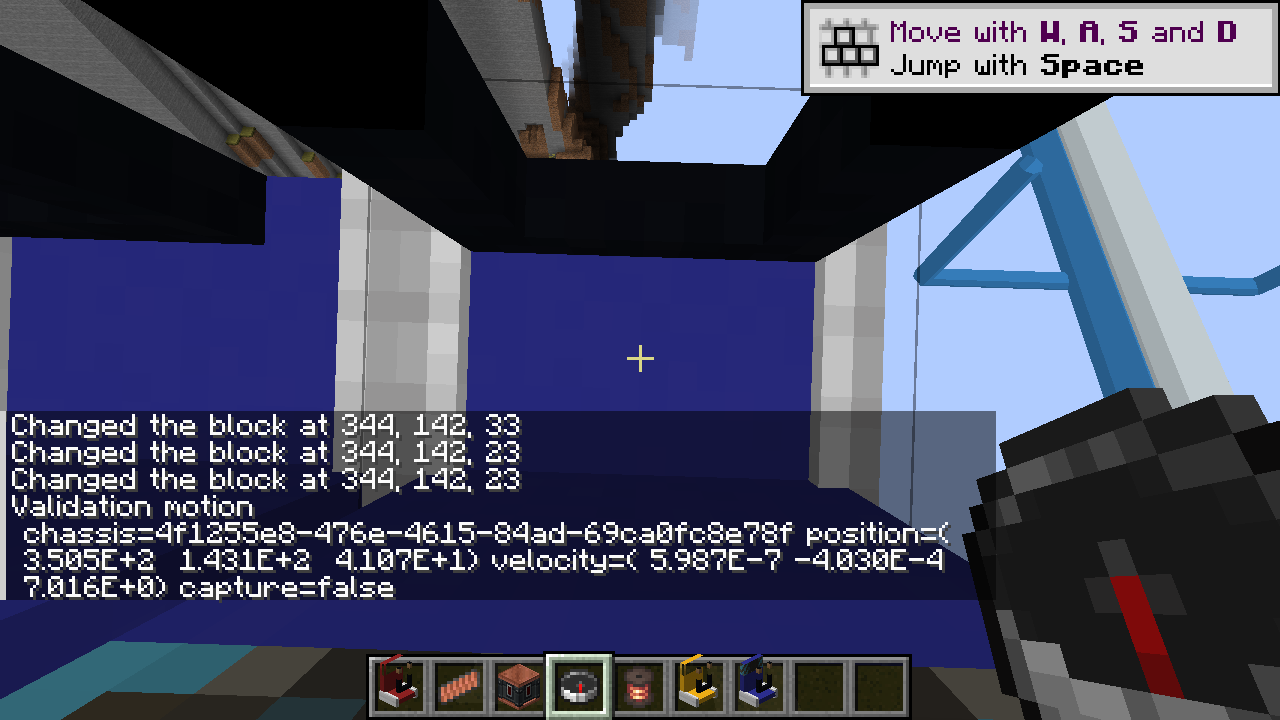 Move with W, A, S and D
Jump with Space
Changed the block at 344, 142, 33
Changed the block at 344, 142, 23
Changed the block at 344, 142, 23
Validation motion
chassis=4f1255e8-476e-4615-84ad-69ca0fc8e78f position=(
3.505E+2 1.431E+2 4.107E+1) velocity=( 5.987E-7 -4.030E-4
7.016E+0) capture=false